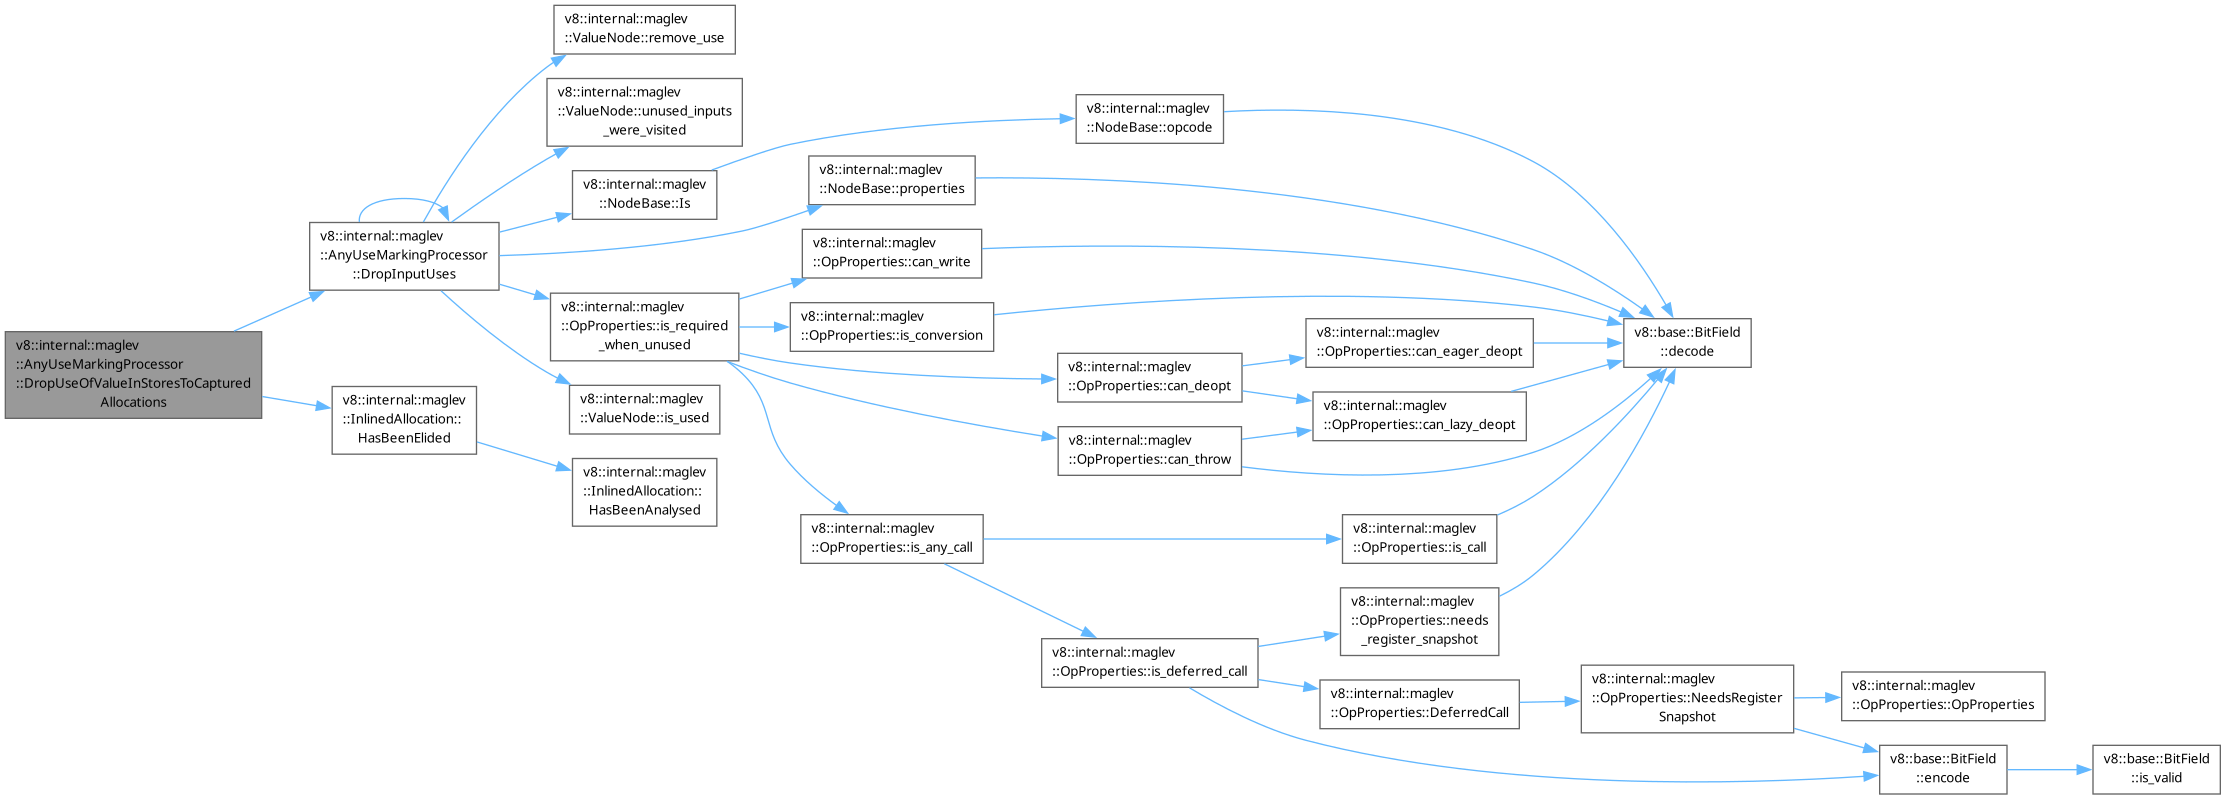 v8::internal::maglev
::ValueNode::remove_use
v8::internal::maglev
::ValueNode::unused_inputs
_were_visited
v8::internal::maglev
::NodeBase::opcode
v8::internal::maglev
::NodeBase::Is
v8::internal::maglev
::NodeBase::properties
v8::internal::maglev
::AnyUseMarkingProcessor
::DropInputUses
v8::internal::maglev
::OpProperties::can_write
v8::internal::maglev
::OpProperties::is_required
_when_unused
v8::internal::maglev
::OpProperties::is_conversion
v8::internal::maglev
::OpProperties::can_eager_deopt
v8::base::BitField
::decode
v8::internal::maglev
::AnyUseMarkingProcessor
::DropUseOfValueInStoresToCaptured
Allocations
v8::internal::maglev
::OpProperties::can_deopt
v8::internal::maglev
::InlinedAllocation::
HasBeenElided
v8::internal::maglev
::ValueNode::is_used
v8::internal::maglev
::OpProperties::can_lazy_deopt
v8::internal::maglev
::OpProperties::can_throw
v8::internal::maglev
::InlinedAllocation::
HasBeenAnalysed
v8::internal::maglev
::OpProperties::is_any_call
v8::internal::maglev
::OpProperties::is_call
v8::internal::maglev
::OpProperties::needs
_register_snapshot
v8::internal::maglev
::OpProperties::is_deferred_call
v8::internal::maglev
::OpProperties::DeferredCall
v8::internal::maglev
::OpProperties::NeedsRegister
Snapshot
v8::internal::maglev
::OpProperties::OpProperties
v8::base::BitField
::encode
v8::base::BitField
::is_valid